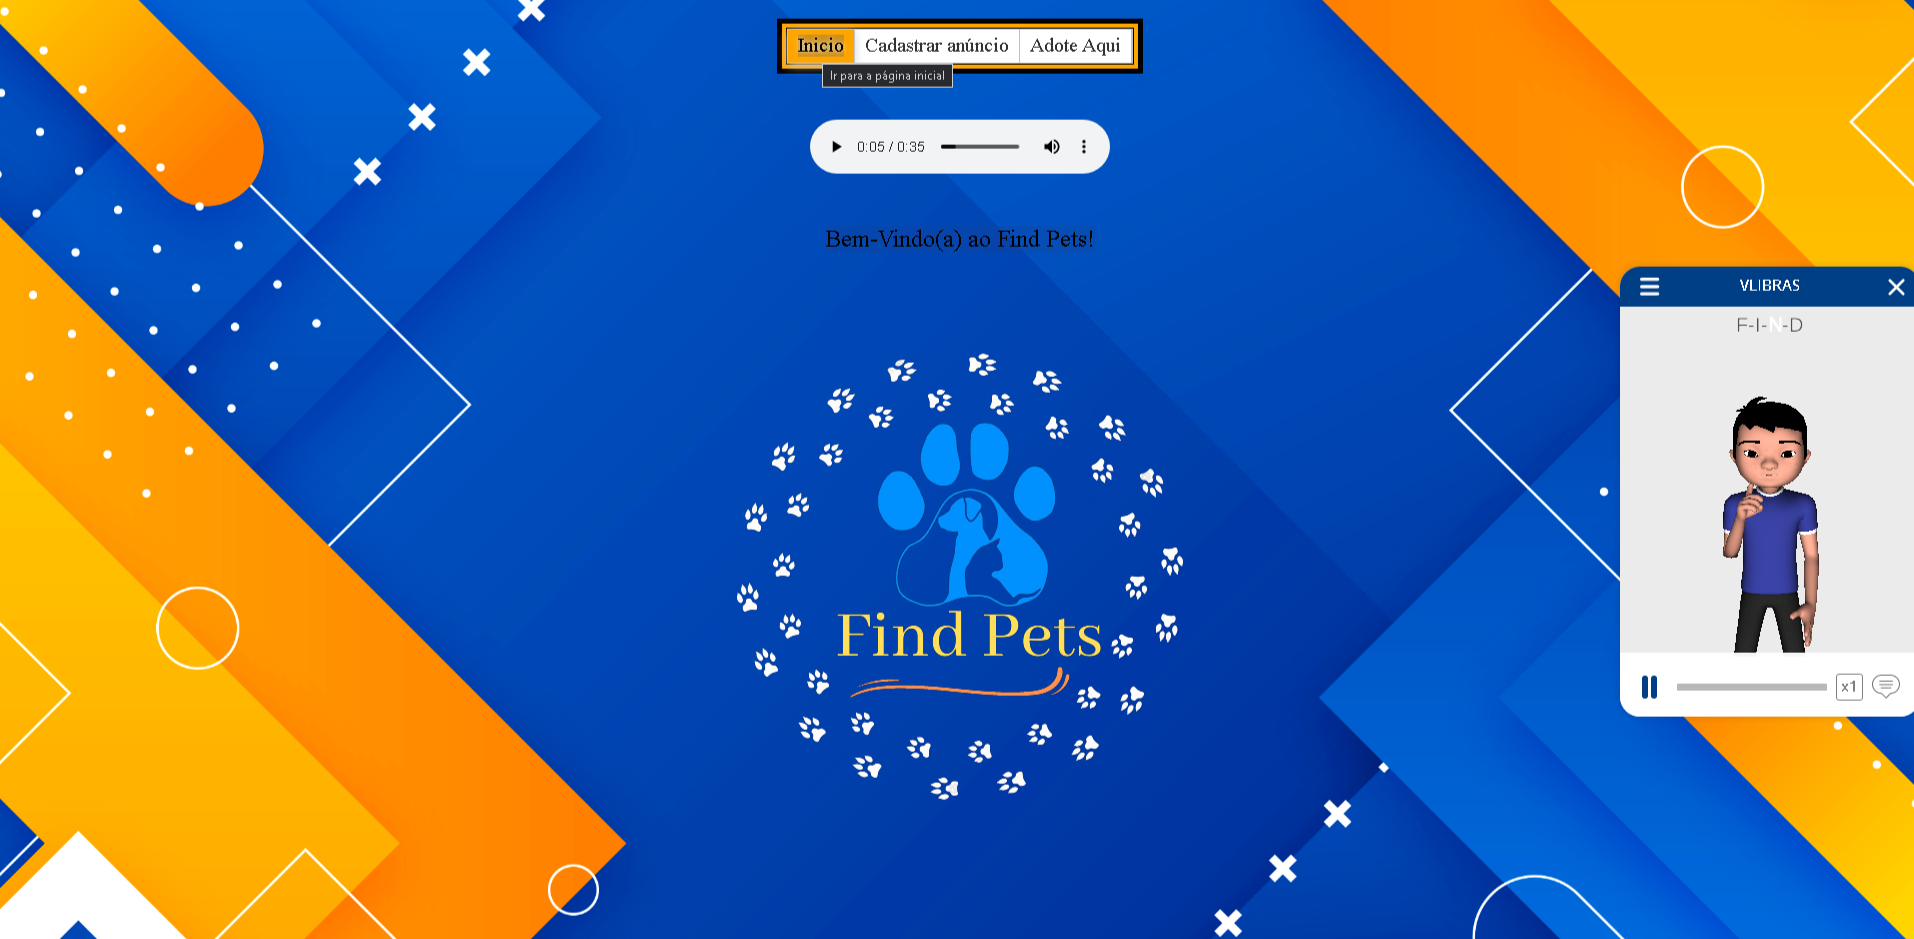 Inicio Cadastrar anúncio Adote Aqui
Ir para a página inicial
0:05 / 0:35
Bem-Vindo(a) ao Find Pets!
VLIBRAS
F-I-N-D
Find Pets
x1